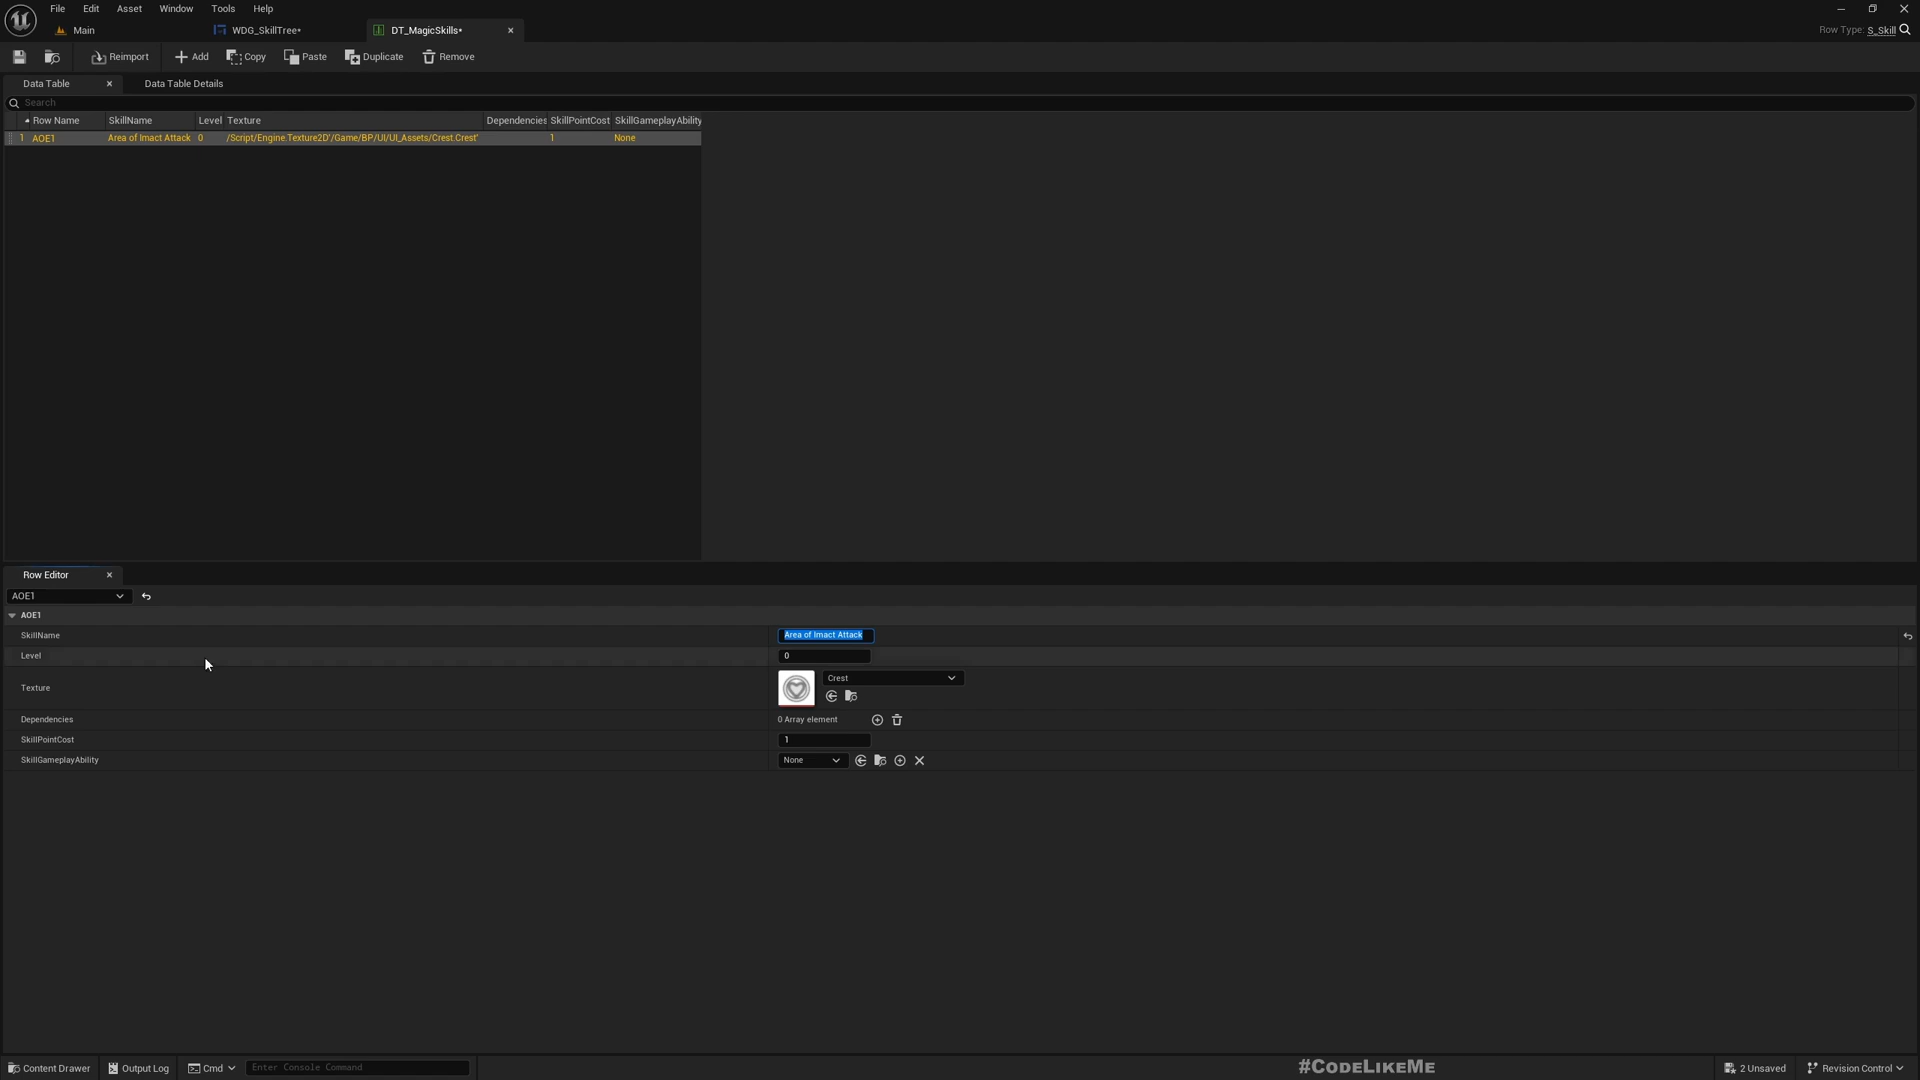 File Edit Asset Window Tools Help
Main WDG_SkillTree* DT_MagicSkills* Row Type: S_Skill
Reimport Add Copy Paste Duplicate Remove
Data Table Data Table Details
Search
Row Name SkillName Level Texture Dependencies SkillPointCost SkillGameplayAbility
1 AOE1 Area of Imact Attack 0 /Script/Engine.Texture2D'/Game/BP/UI/UI_Assets/Crest.Crest' 1 None
Row Editor
AOE1
AOE1
SkillName Area of Imact Attack
Level 0
Texture Crest
Dependencies 0 Array element
SkillPointCost 1
SkillGameplayAbility None
Content Drawer Output Log Cmd Enter Console Command #CodeLikeMe 2 Unsaved Revision Control